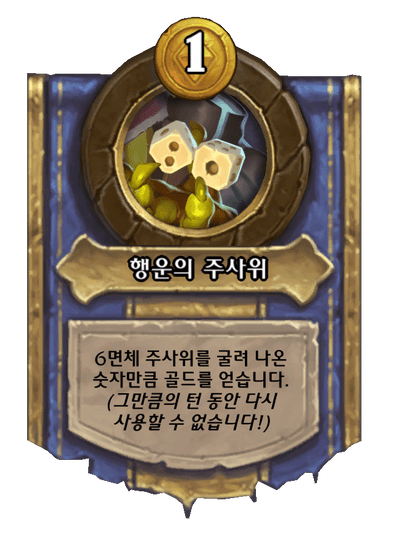 1
행운의 주사위
6면체 주사위를 굴려 나온
숫자만큼 골드를 얻습니다.
(그만큼의 턴 동안 다시
사용할 수 없습니다!)